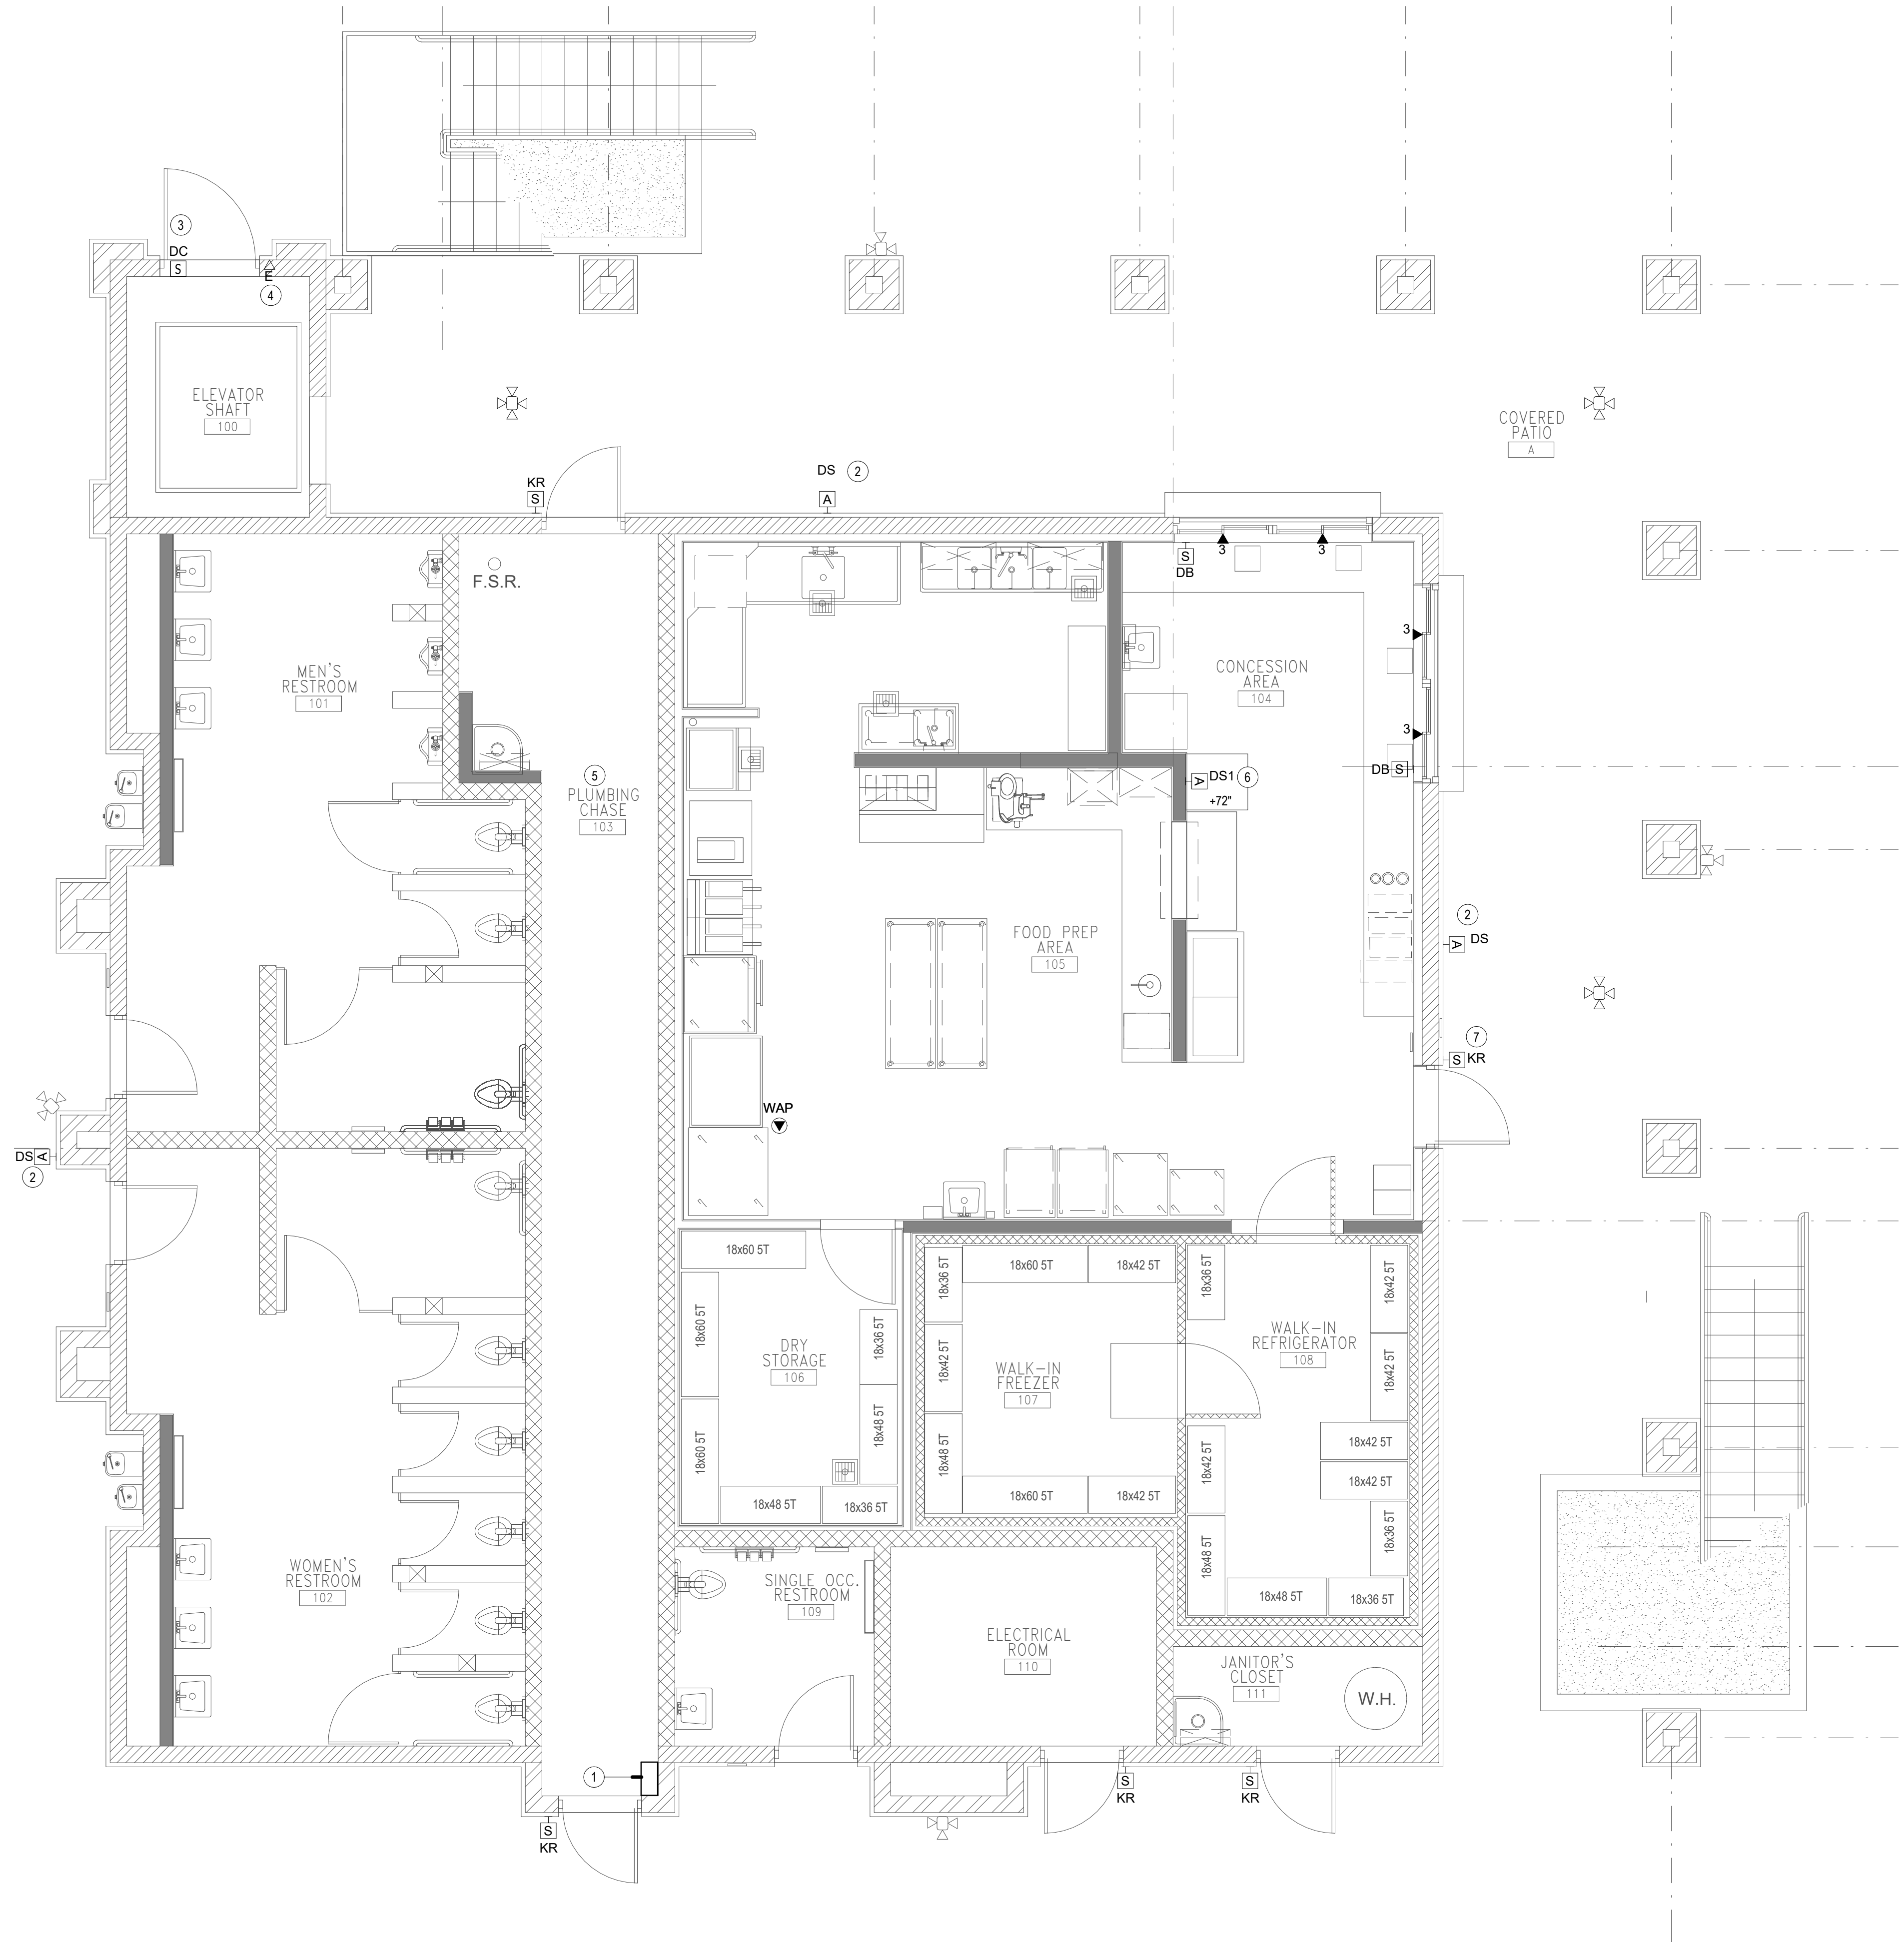 3
DC
S
E
4
ELEVATOR
SHAFT
100
COVERED
PATIO
A
KR
S
DS 2
A
F.S.R.
S
DB
3
3
3
3
DB S
MEN'S
RESTROOM
101
CONCESSION
AREA
104
5
PLUMBING
CHASE
103
A DS1 6
+72"
FOOD PREP
AREA
105
2
A DS
7
S KR
WAP
DS A
2
18x60 5T
18x60 5T
18x60 5T
18x36 5T
18x48 5T
18x48 5T
18x36 5T
DRY
STORAGE
106
18x36 5T
18x60 5T
18x42 5T
18x42 5T
18x48 5T
18x60 5T
18x42 5T
WALK-IN
FREEZER
107
18x36 5T
18x42 5T
WALK-IN
REFRIGERATOR
108
18x42 5T
18x42 5T
18x42 5T
18x42 5T
18x36 5T
18x48 5T
18x48 5T
18x36 5T
WOMEN'S
RESTROOM
102
SINGLE OCC.
RESTROOM
109
ELECTRICAL
ROOM
110
JANITOR'S
CLOSET
111
W.H.
1
S
KR
S
KR
S
KR